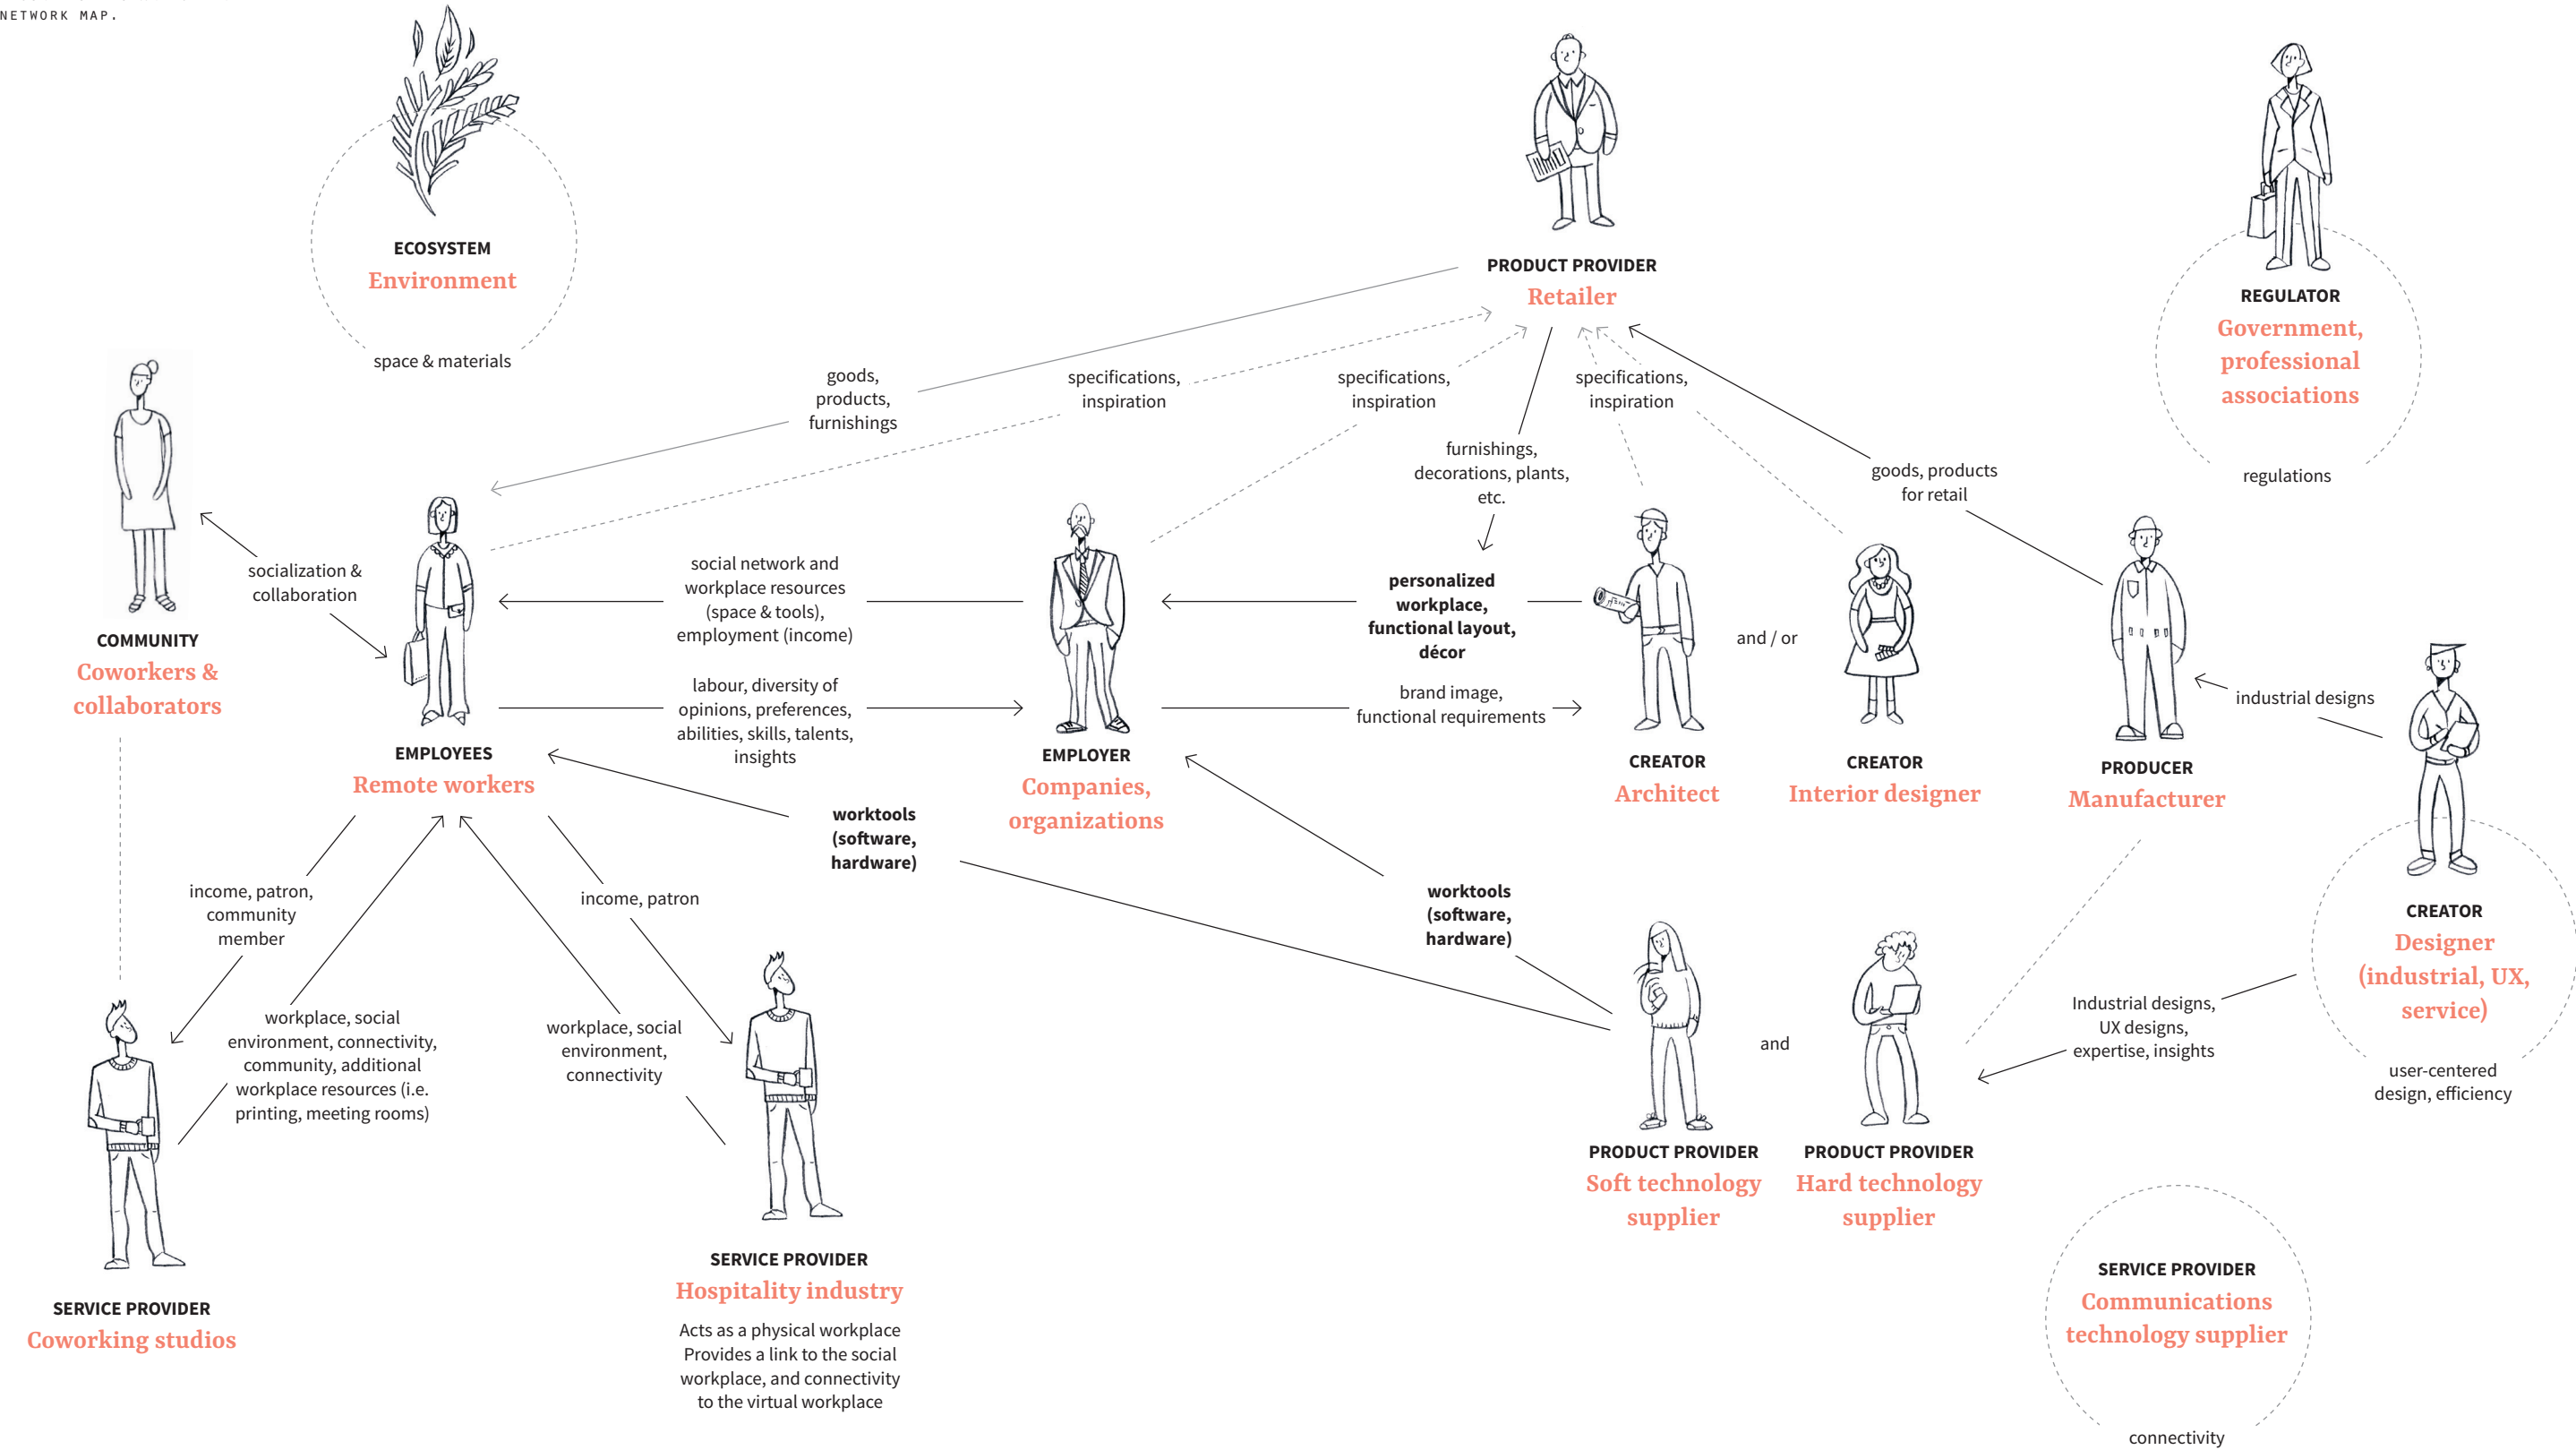 NETWORK MAP.
ECOSYSTEM
Environment
space & materials
PRODUCT PROVIDER
Retailer
REGULATOR
Government,
professional
associations
regulations
goods,
products,
furnishings
specifications,
inspiration
specifications,
inspiration
specifications,
inspiration
furnishings,
decorations, plants,
etc.
goods, products
for retail
socialization &
collaboration
COMMUNITY
Coworkers &
collaborators
social network and
workplace resources
(space & tools),
employment (income)
labour, diversity of
opinions, preferences,
abilities, skills, talents,
insights
EMPLOYEES
Remote workers
EMPLOYER
Companies,
organizations
personalized
workplace,
functional layout,
décor
brand image,
functional requirements
and / or
CREATOR
Architect
CREATOR
Interior designer
PRODUCER
Manufacturer
industrial designs
CREATOR
Designer
(industrial, UX,
service)
user-centered
design, efficiency
worktools
(software,
hardware)
worktools
(software,
hardware)
income, patron,
community
member
income, patron
workplace, social
environment, connectivity,
community, additional
workplace resources (i.e.
printing, meeting rooms)
workplace, social
environment,
connectivity
Industrial designs,
UX designs,
expertise, insights
and
PRODUCT PROVIDER
Soft technology
supplier
PRODUCT PROVIDER
Hard technology
supplier
SERVICE PROVIDER
Coworking studios
SERVICE PROVIDER
Hospitality industry
Acts as a physical workplace
Provides a link to the social
workplace, and connectivity
to the virtual workplace
SERVICE PROVIDER
Communications
technology supplier
connectivity